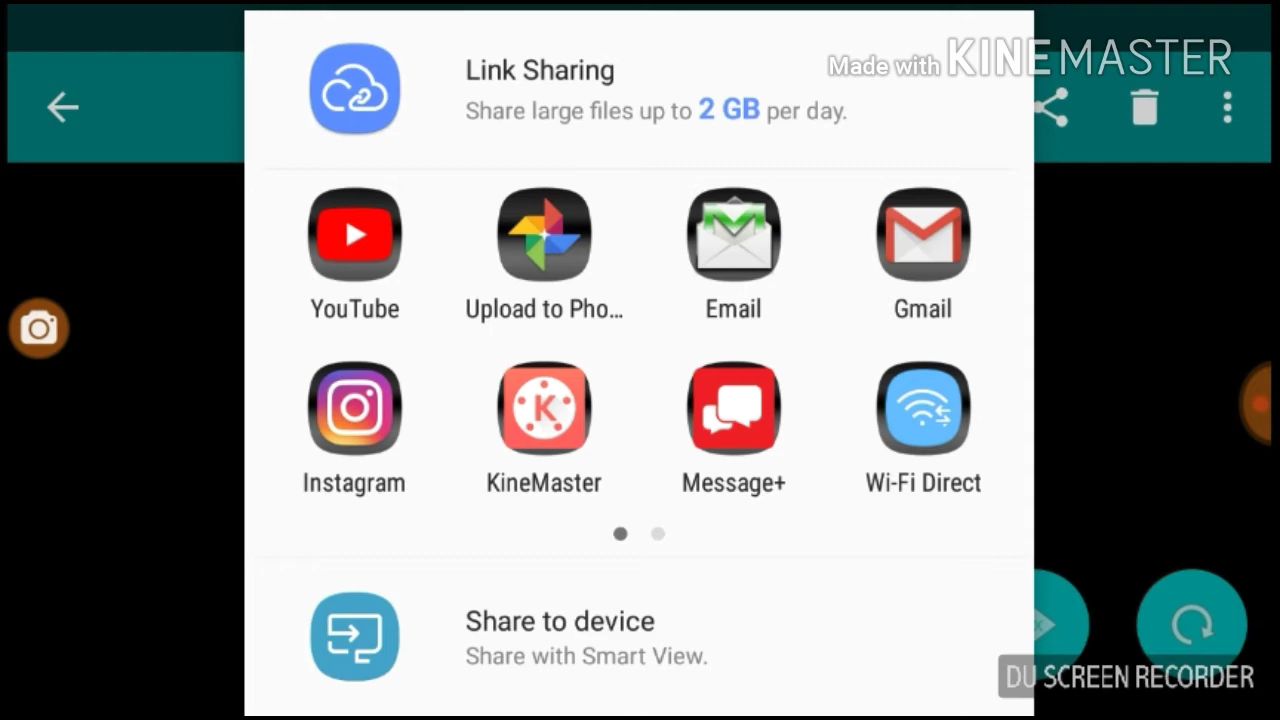 Link Sharing
Made with KINEMASTER
Share large files up to 2 GB per day.
YouTube
Upload to Pho...
Email
Gmail
Instagram
K
KineMaster
Message+
Wi-Fi Direct
Share to device
Share with Smart View.
DU SCREEN RECORDER